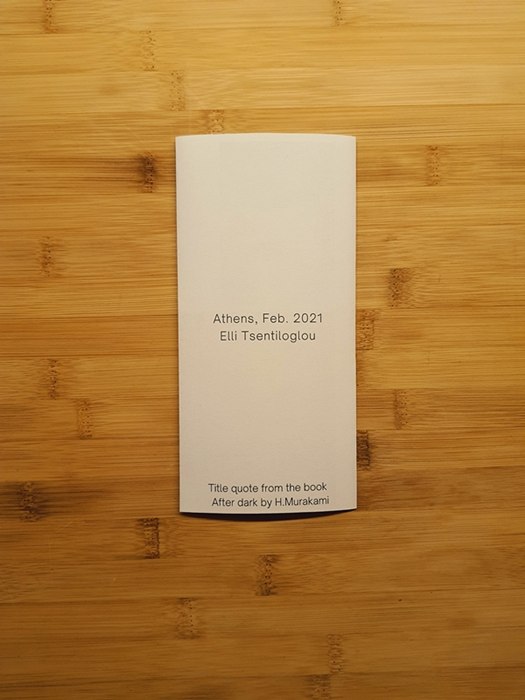 Athens, Feb. 2021
Elli Tsentiloglou
Title quote from the book
After dark by H.Murakami